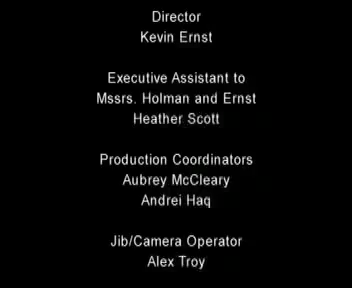 Director
Kevin Ernst
Executive Assistant to
Mssrs. Holman and Ernst
Heather Scott
Production Coordinators
Aubrey McCleary
Andrei Haq
Jib/Camera Operator
Alex Troy